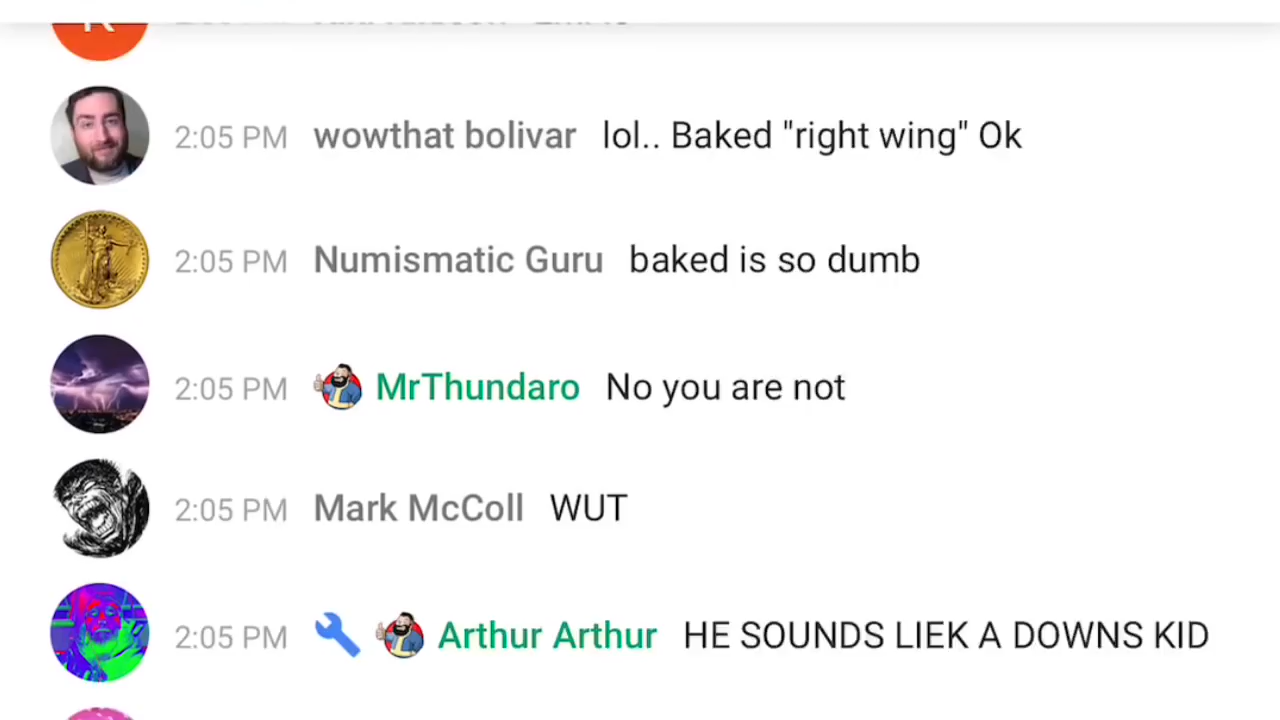 2:05 PM wowthat bolivar lol.. Baked "right wing" Ok
2:05 PM Numismatic Guru baked is so dumb
2:05 PM MrThundaro No you are not
2:05 PM Mark McColl WUT
2:05 PM Arthur Arthur HE SOUNDS LIEK A DOWNS KID